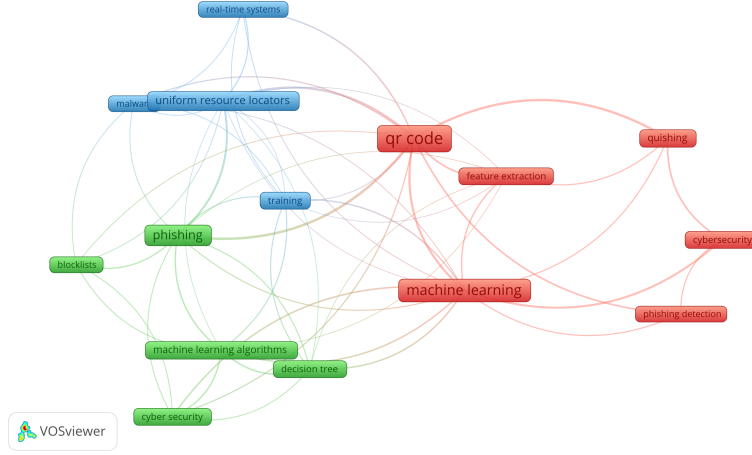 real-time systems
malwar
uniform resource locators
qr code
quishing
feature extraction
training
phishing
cybersecurity
blocklists
machine learning
phishing detection
machine learning algorithms
decision tree
cyber security
VOSviewer